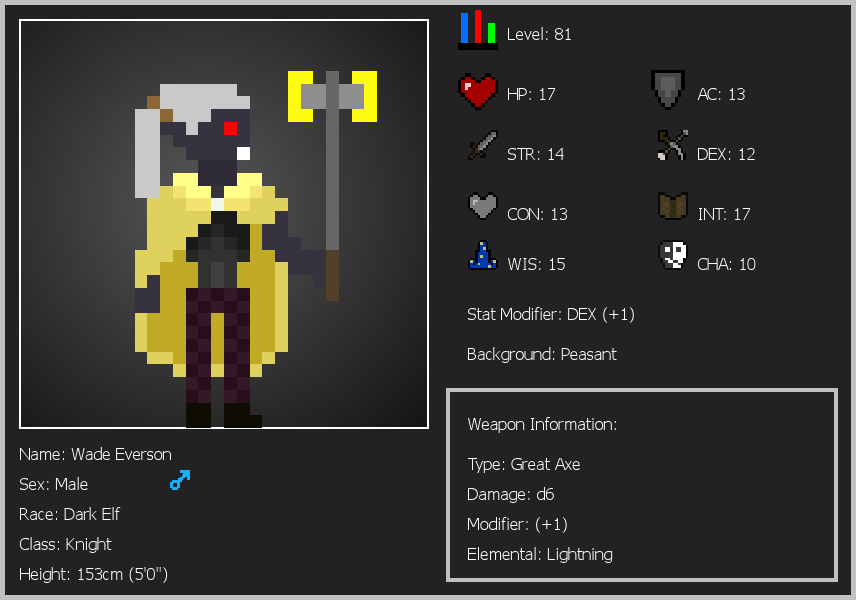 Level: 81
HP: 17
AC: 13
STR: 14
DEX: 12
CON: 13
INT: 17
WIS: 15
CHA: 10
Stat Modifier: DEX (+1)
Background: Peasant
Weapon Information:
Type: Great Axe
Damage: d6
Modifier: (+1)
Elemental: Lightning
Name: Wade Everson
Sex: Male
Race: Dark Elf
Class: Knight
Height: 153cm (5'0")